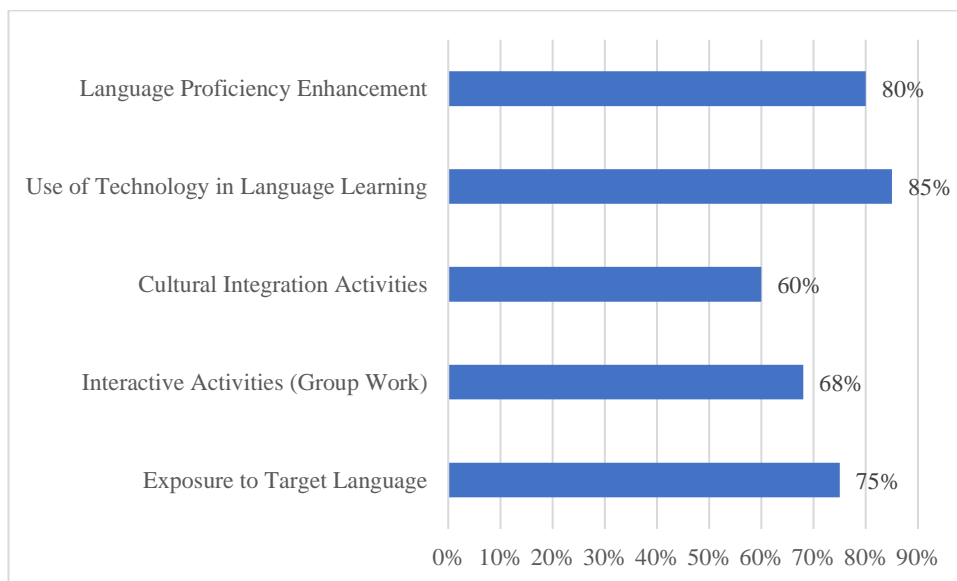 Language Proficiency Enhancement
80%
Use of Technology in Language Learning
85%
Cultural Integration Activities
60%
Interactive Activities (Group Work)
68%
Exposure to Target Language
75%
0% 10% 20% 30% 40% 50% 60% 70% 80% 90%